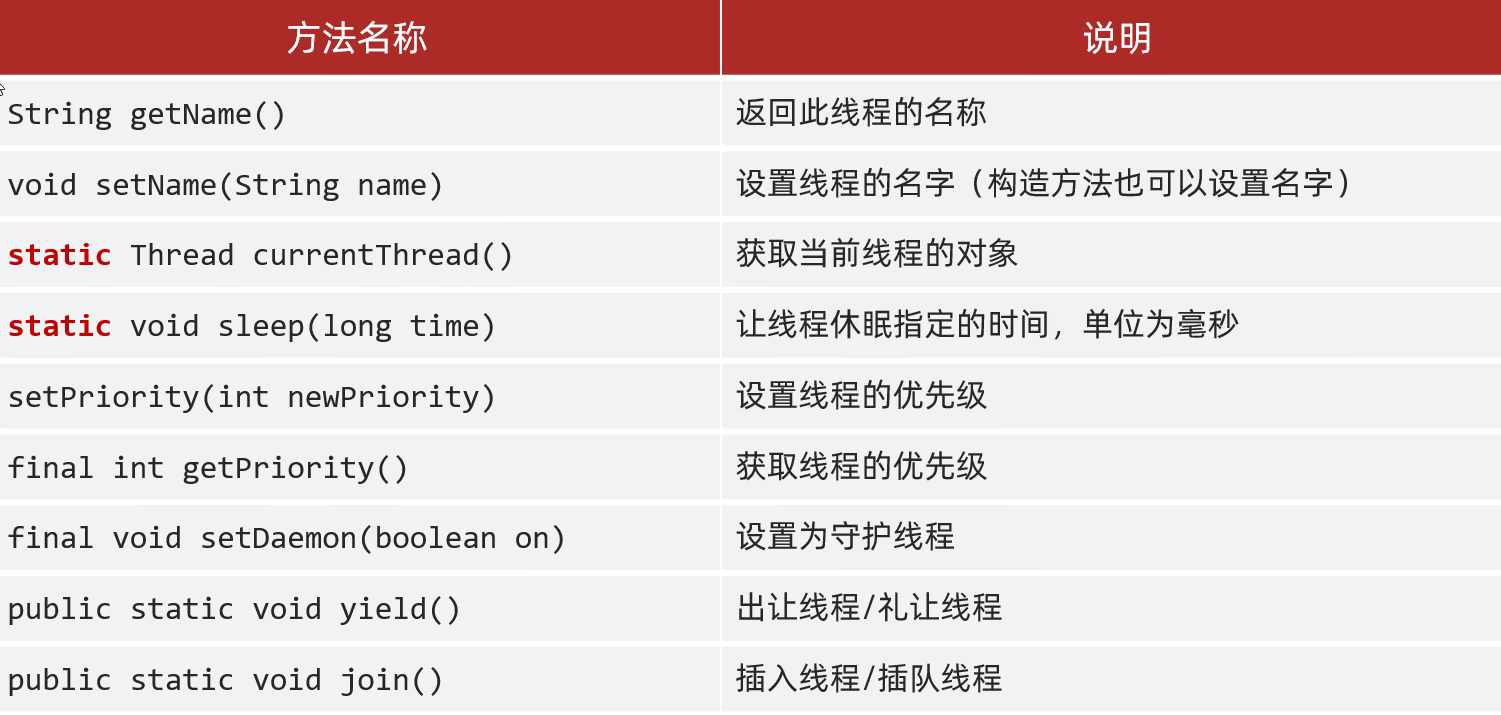 方法名称 说明
String getName() 返回此线程的名称
void setName(String name) 设置线程的名字（构造方法也可以设置名字）
static Thread currentThread() 获取当前线程的对象
static void sleep(long time) 让线程休眠指定的时间，单位为毫秒
setPriority(int newPriority) 设置线程的优先级
final int getPriority() 获取线程的优先级
final void setDaemon(boolean on) 设置为守护线程
public static void yield() 出让线程/礼让线程
public static void join() 插入线程/插队线程